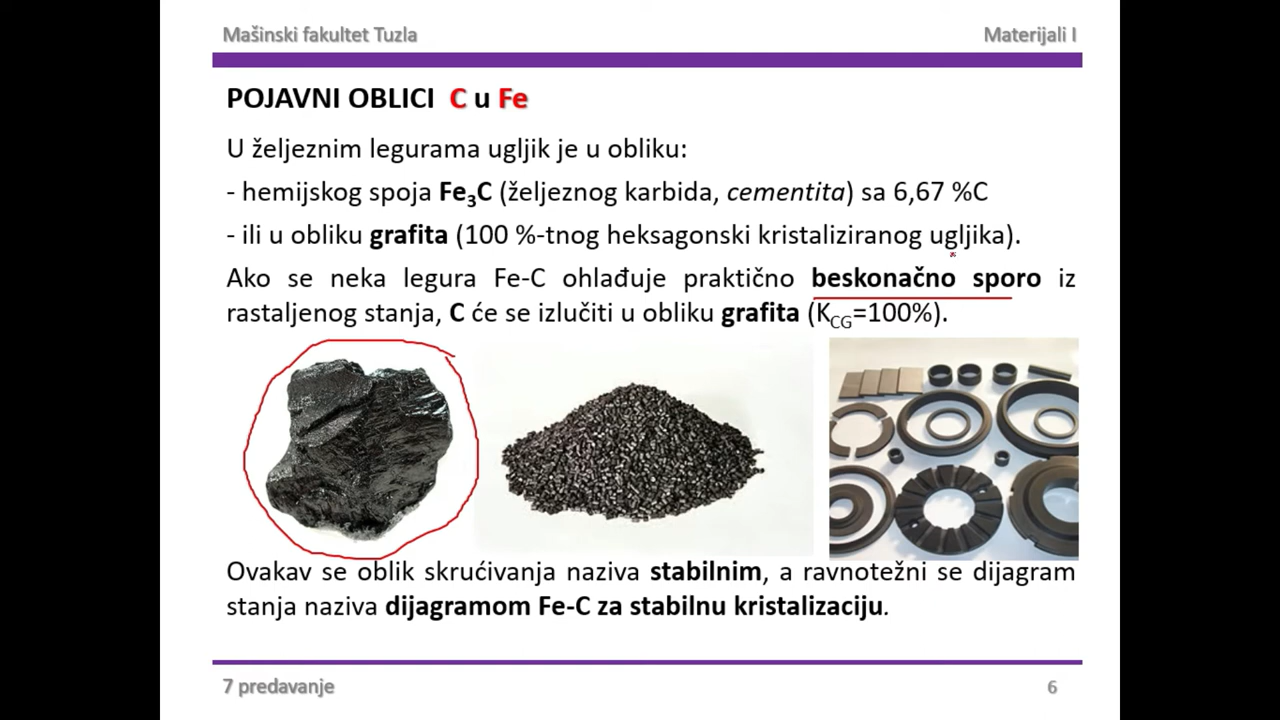 Mašinski fakultet Tuzla
Materijali I
POJAVNI OBLICI C u Fe
U željeznim legurama ugljik je u obliku:
- hemijskog spoja Fe₃C (željeznog karbida, cementita) sa 6,67 %C
- ili u obliku grafita (100 %-tnog heksagonski kristaliziranog ugljika).
Ako se neka legura Fe-C ohlađuje praktično beskonačno sporo iz
rastaljenog stanja, C će se izlučiti u obliku grafita (K_CG=100%).
Ovakav se oblik skrućivanja naziva stabilnim, a ravnotežni se dijagram
stanja naziva dijagramom Fe-C za stabilnu kristalizaciju.
7 predavanje
6